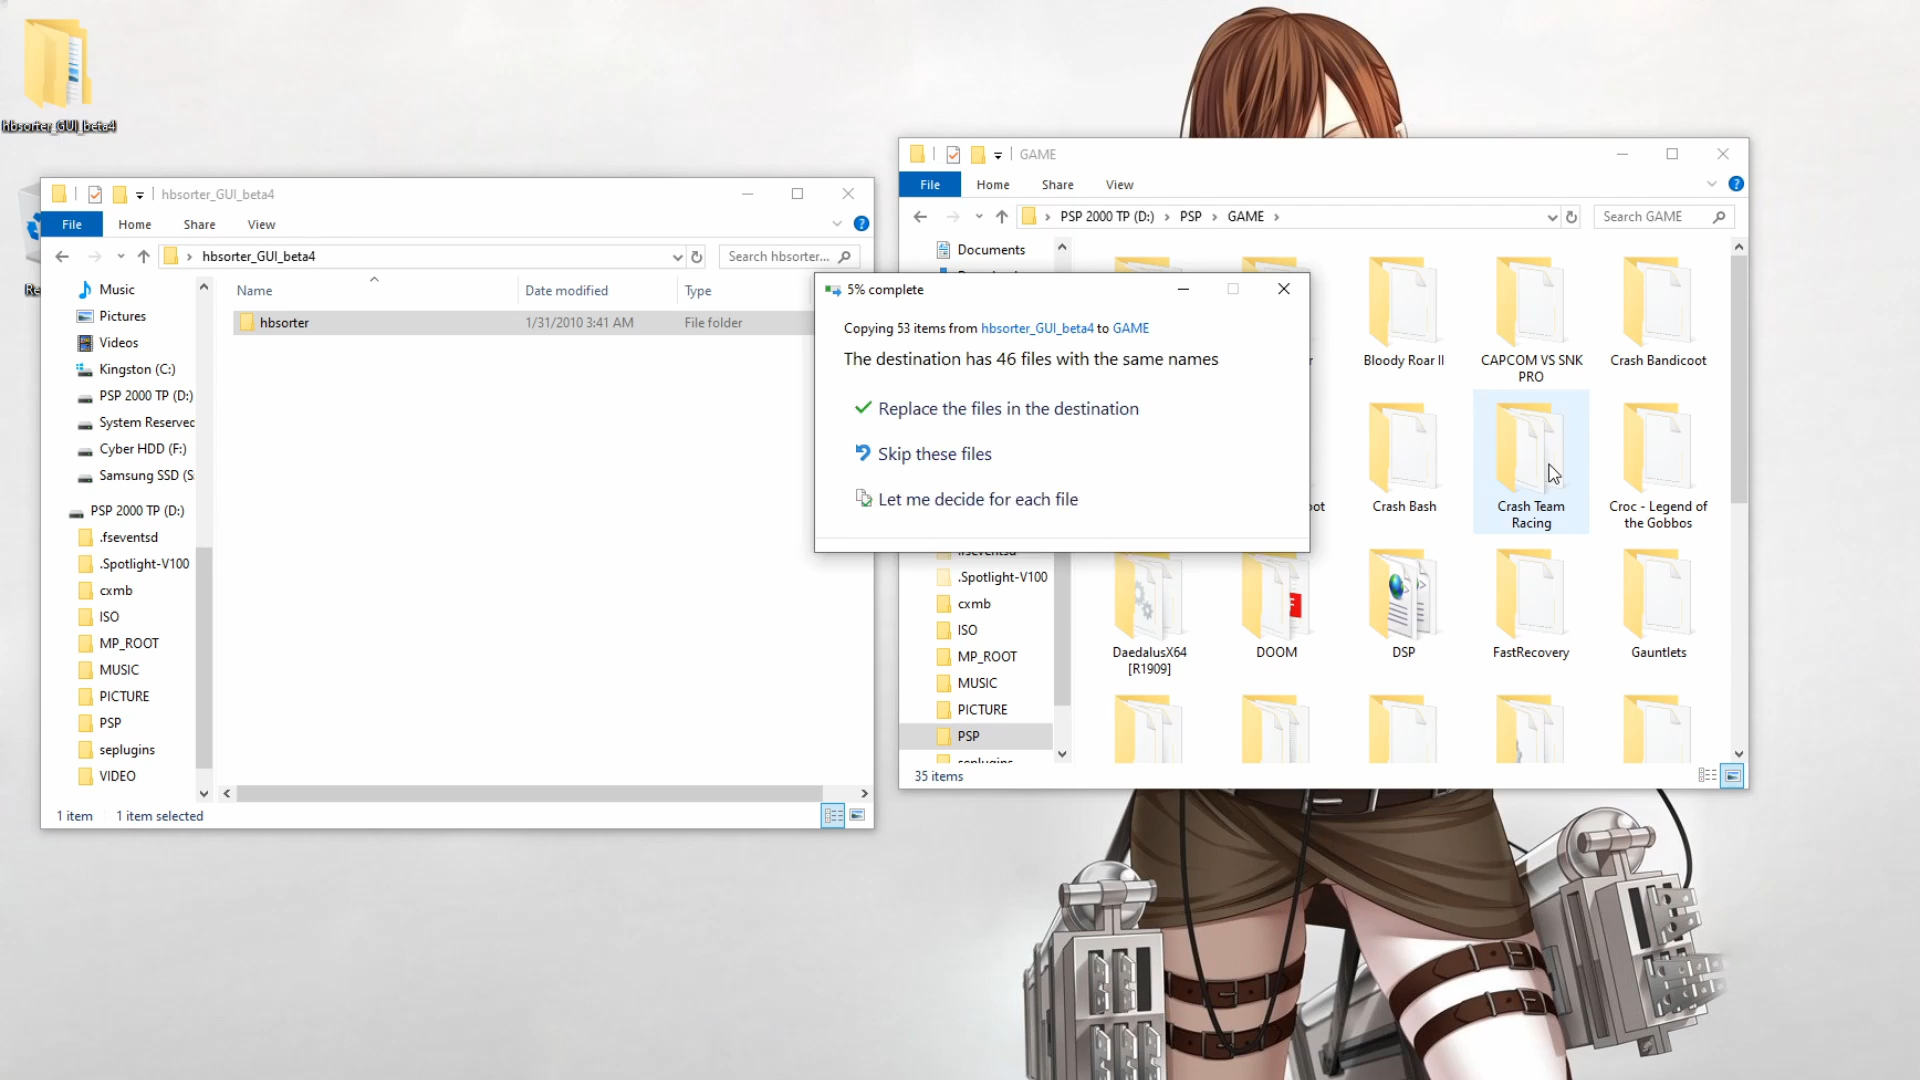 hbsorter_GUI_beta4
hbsorter_GUI_beta4
File
Home
Share
View
hbsorter_GUI_beta4
Search hbsorter...
Music
Pictures
Videos
Kingston (C:)
PSP 2000 TP (D:)
System Reserved
Cyber HDD (F:)
Samsung SSD (S
PSP 2000 TP (D:)
.fseventsd
.Spotlight-V100
cxmb
ISO
MP_ROOT
MUSIC
PICTURE
PSP
seplugins
VIDEO
Name
Date modified
Type
hbsorter
1/31/2010 3:41 AM
File folder
1 item
1 item selected
GAME
File
Home
Share
View
PSP 2000 TP (D:)
PSP
GAME
Search GAME
Documents
5% complete
Copying 53 items from hbsorter_GUI_beta4 to GAME
The destination has 46 files with the same names
Replace the files in the destination
Skip these files
Let me decide for each file
.fseventsd
.Spotlight-V100
cxmb
ISO
MP_ROOT
MUSIC
PICTURE
PSP
seplugins
Bloody Roar II
CAPCOM VS SNK
PRO
Crash Bandicoot
Crash Bash
Crash Team
Racing
Croc - Legend of
the Gobbos
DaedalusX64
[R1909]
DOOM
DSP
FastRecovery
Gauntlets
35 items